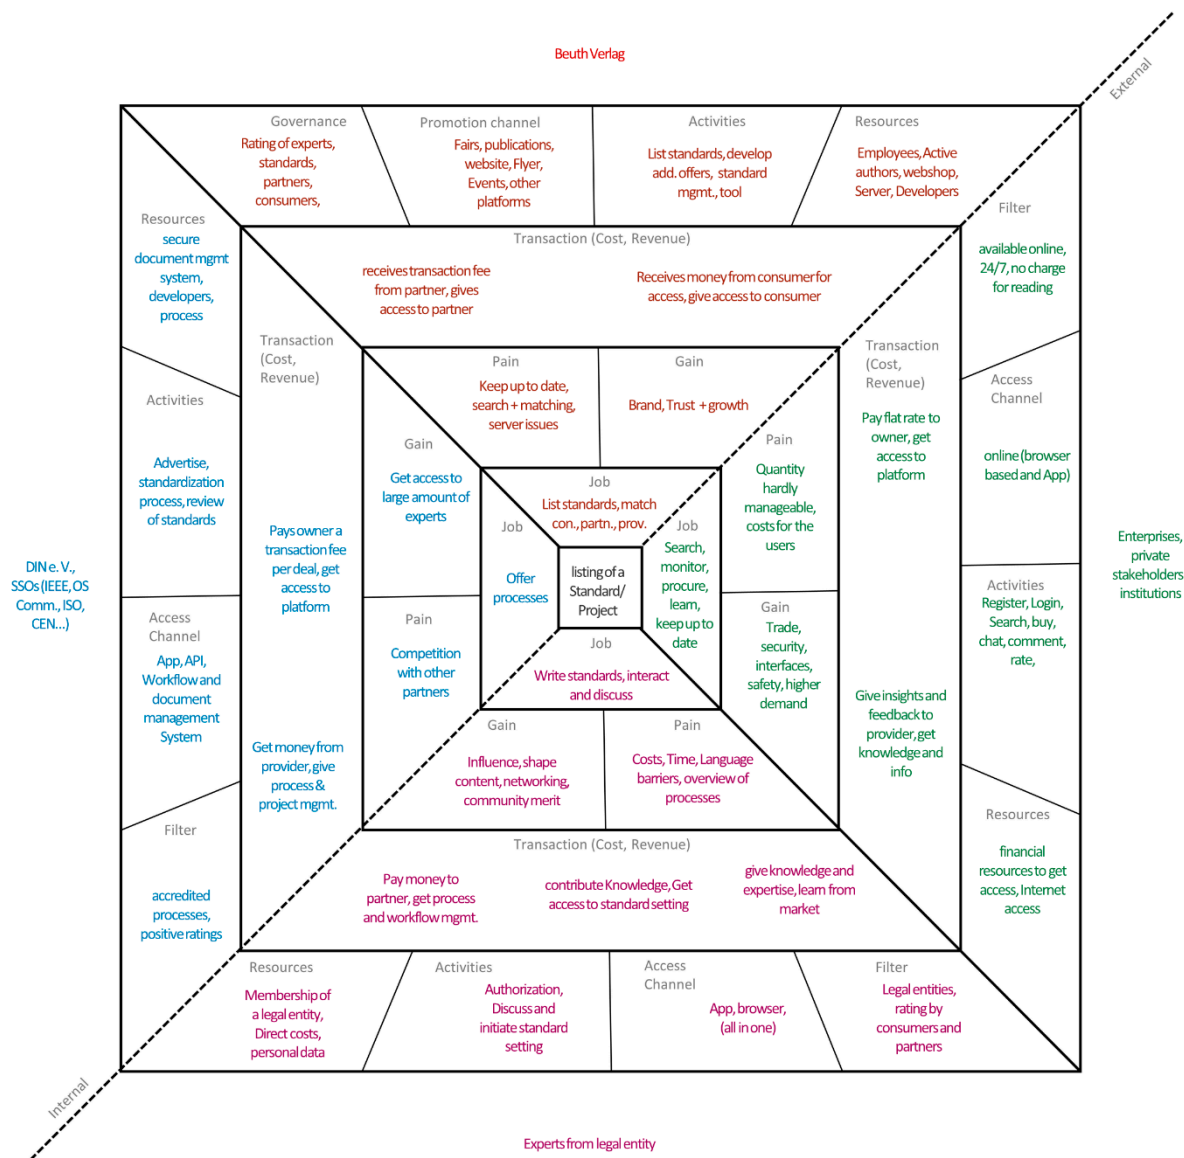 Beuth Verlag
External
Governance
Rating of experts,
standards,
partners,
consumers,
Promotion channel
Fairs, publications,
website, Flyer,
Events, other
platforms
Activities
List standards, develop
add. offers, standard
mgmt., tool
Resources
Employees, Active
authors, webshop,
Server, Developers
Transaction (Cost, Revenue)
receives transaction fee
from partner, gives
access to partner
Receives money from consumer for
access, give access to consumer
Pain
Keep up to date,
search + matching,
server issues
Gain
Brand, Trust + growth
Job
List standards, match
con., partn., prov.
DIN e. V.,
SSOs (IEEE, OS
Comm., ISO,
CEN...)
Resources
secure
document mgmt
system,
developers,
process
Activities
Advertise,
standardization
process, review
of standards
Access
Channel
App, API,
Workflow and
document
management
System
Filter
accredited
processes,
positive ratings
Transaction
(Cost,
Revenue)
Pays owner a
transaction fee
per deal, get
access to
platform
Get money from
provider, give
process &
project mgmt.
Gain
Get access to
large amount of
experts
Pain
Competition
with other
partners
Job
Offer
processes
listing of a
Standard/
Project
Job
Search,
monitor,
procure,
learn,
keep up to
date
Pain
Quantity
hardly
manageable,
costs for the
users
Gain
Trade,
security,
interfaces,
safety, higher
demand
Transaction
(Cost,
Revenue)
Pay flat rate to
owner, get
access to
platform
Give insights and
feedback to
provider, get
knowledge and
info
Filter
available online,
24/7, no charge
for reading
Access
Channel
online (browser
based and App)
Activities
Register, Login,
Search, buy,
chat, comment,
rate,
Resources
financial
resources to get
access, Internet
access
Enterprises,
private
stakeholders
institutions
Job
Write standards, interact
and discuss
Gain
Influence, shape
content, networking,
community merit
Pain
Costs, Time, Language
barriers, overview of
processes
Transaction (Cost, Revenue)
Pay money to
partner, get process
and workflow mgmt.
contribute Knowledge, Get
access to standard setting
give knowledge and
expertise, learn from
market
Resources
Membership of
a legal entity,
Direct costs,
personal data
Activities
Authorization,
Discuss and
initiate standard
setting
Access
Channel
App, browser,
(all in one)
Filter
Legal entities,
rating by
consumers and
partners
Internal
Experts from legal entity